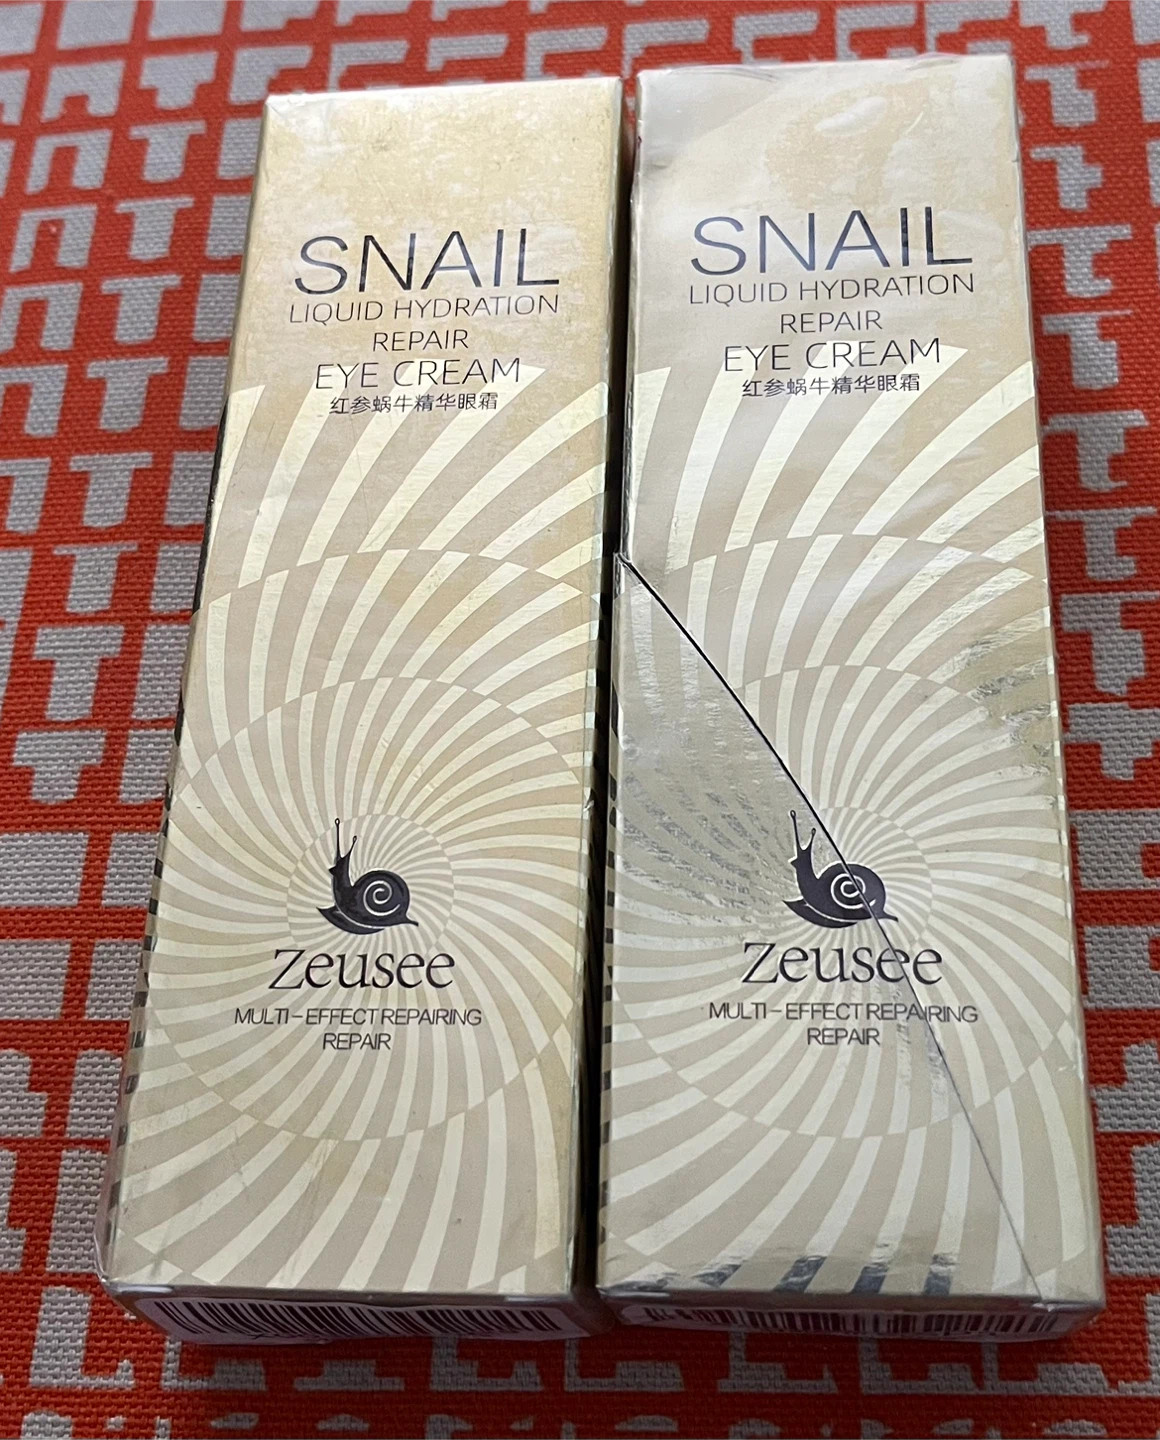 SNAIL
LIQUID HYDRATION
REPAIR
EYE CREAM
红参蜗牛精华眼霜
Zeusee
MULTI-EFFECT REPAIRING
REPAIR
SNAIL
LIQUID HYDRATION
REPAIR
EYE CREAM
红参蜗牛精华眼霜
Zeusee
MULTI-EFFECT REPAIRING
REPAIR